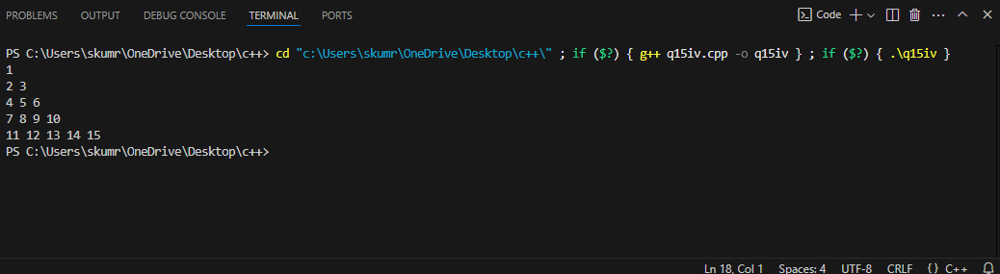 PROBLEMS OUTPUT DEBUG CONSOLE TERMINAL PORTS Code
PS C:\Users\skumr\OneDrive\Desktop\c++> cd "c:\Users\skumr\OneDrive\Desktop\c++\" ; if ($?) { g++ q15iv.cpp -o q15iv } ; if ($?) { .\q15iv }
1
2 3
4 5 6
7 8 9 10
11 12 13 14 15
PS C:\Users\skumr\OneDrive\Desktop\c++>
Ln 18, Col 1 Spaces: 4 UTF-8 CRLF {} C++